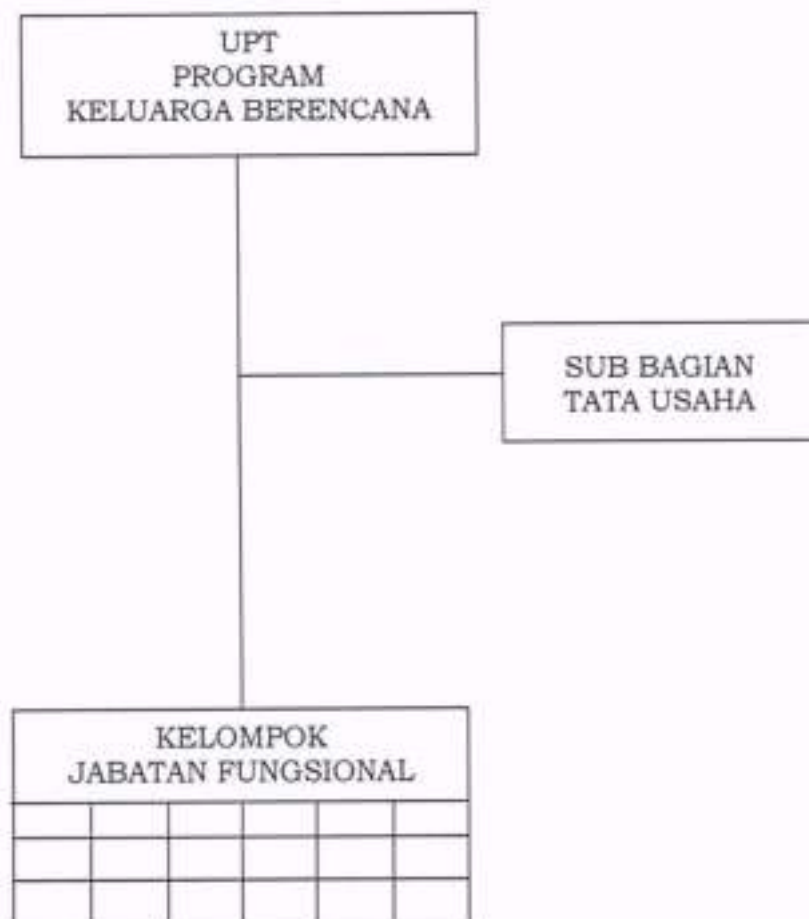 UPT
PROGRAM
KELUARGA BERENCANA
SUB BAGIAN
TATA USAHA
KELOMPOK
JABATAN FUNGSIONAL